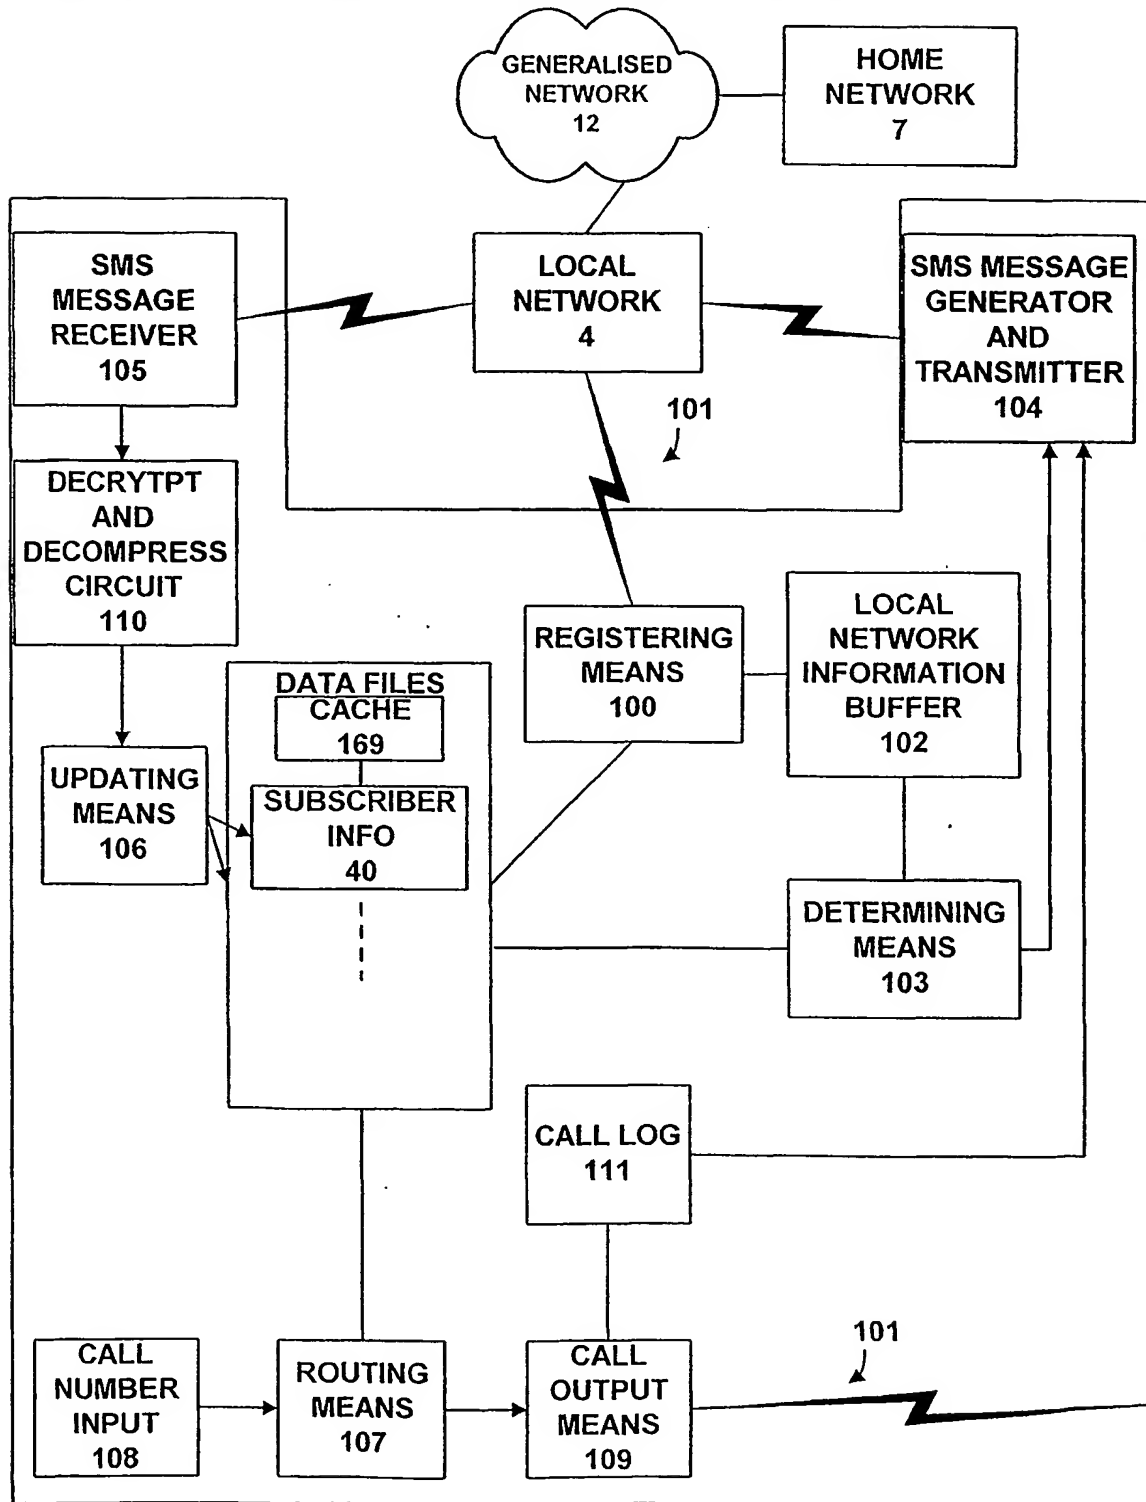 GENERALISED
NETWORK
12
HOME
NETWORK
7
SMS
MESSAGE
RECEIVER
105
LOCAL
NETWORK
4
SMS MESSAGE
GENERATOR
AND
TRANSMITTER
104
101
DECRYTPT
AND
DECOMPRESS
CIRCUIT
110
REGISTERING
MEANS
100
LOCAL
NETWORK
INFORMATION
BUFFER
102
DATA FILES
CACHE
169
UPDATING
MEANS
106
SUBSCRIBER
INFO
40
DETERMINING
MEANS
103
CALL LOG
111
CALL
NUMBER
INPUT
108
ROUTING
MEANS
107
CALL
OUTPUT
MEANS
109
101